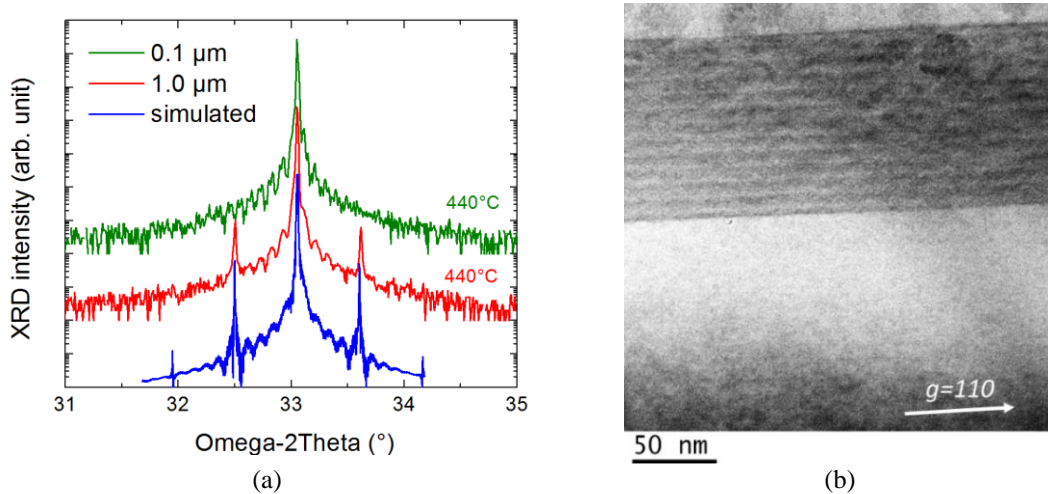 XRD intensity (arb. unit)
0.1 µm
1.0 µm
simulated
440°C
440°C
31 32 33 34 35
Omega-2Theta (°)
(a)
g=110
50 nm
(b)